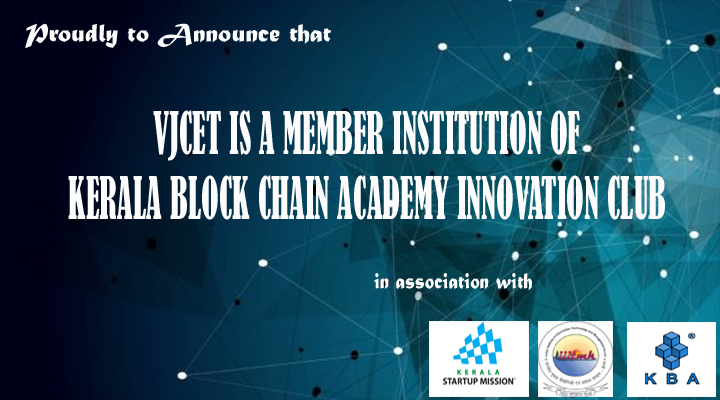 Proudly to Announce that
VJCET IS A MEMBER INSTITUTION OF
KERALA BLOCK CHAIN ACADEMY INNOVATION CLUB
in association with
KERALA
STARTUP MISSION
KBA
®